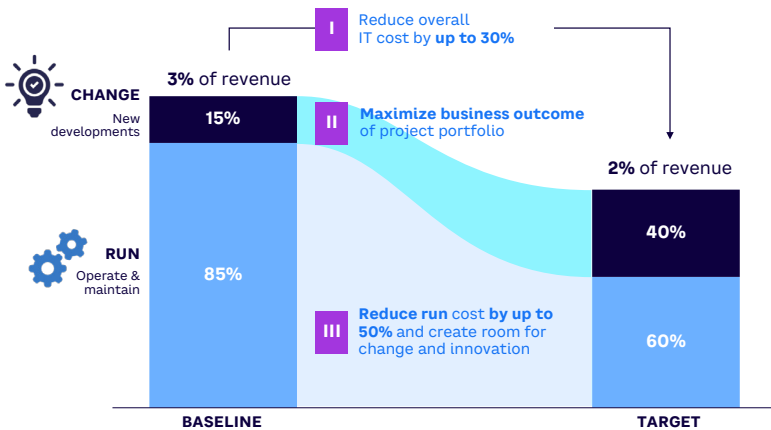 I
Reduce overall
IT cost by up to 30%
3% of revenue
CHANGE
New
developments
15%
II
Maximize business outcome
of project portfolio
2% of revenue
40%
RUN
Operate &
maintain
85%
III
Reduce run cost by up to
50% and create room for
change and innovation
60%
BASELINE
TARGET